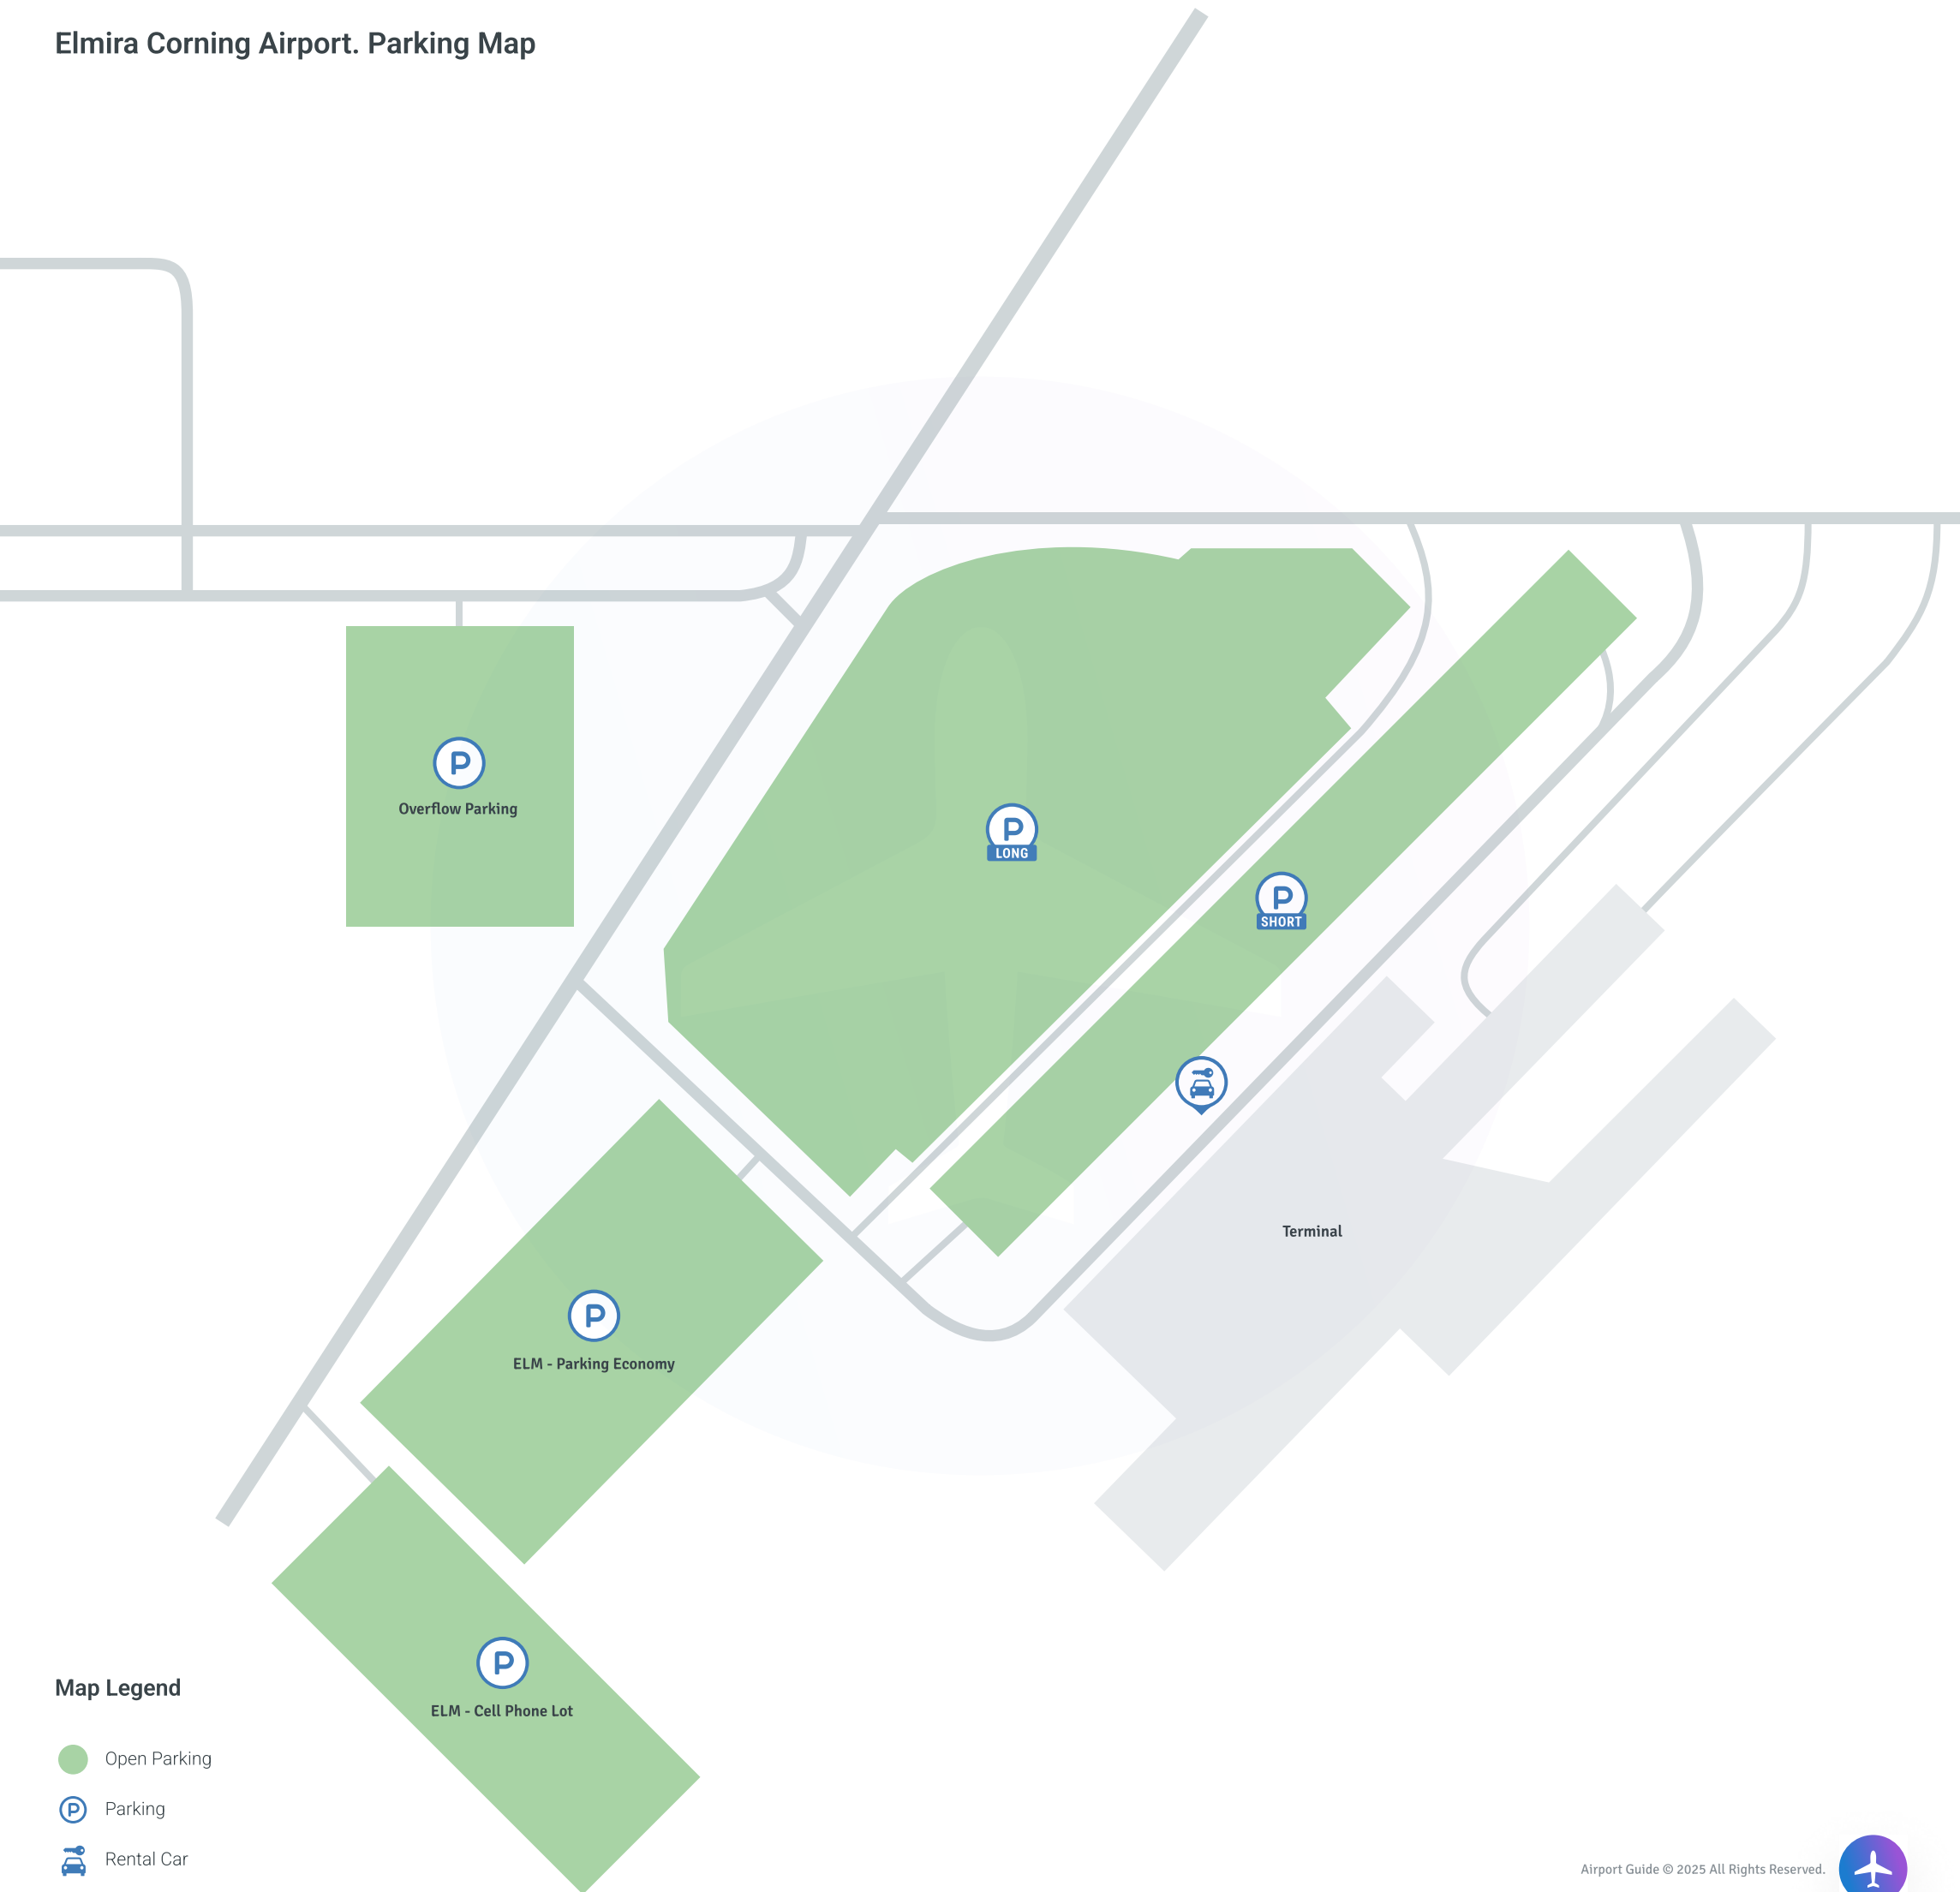 Elmira Corning Airport. Parking Map
P
Overflow Parking
P
LONG
P
SHORT
Terminal
P
ELM - Parking Economy
P
ELM - Cell Phone Lot
Map Legend
Open Parking
P
Parking
Rental Car
Airport Guide © 2025 All Rights Reserved.